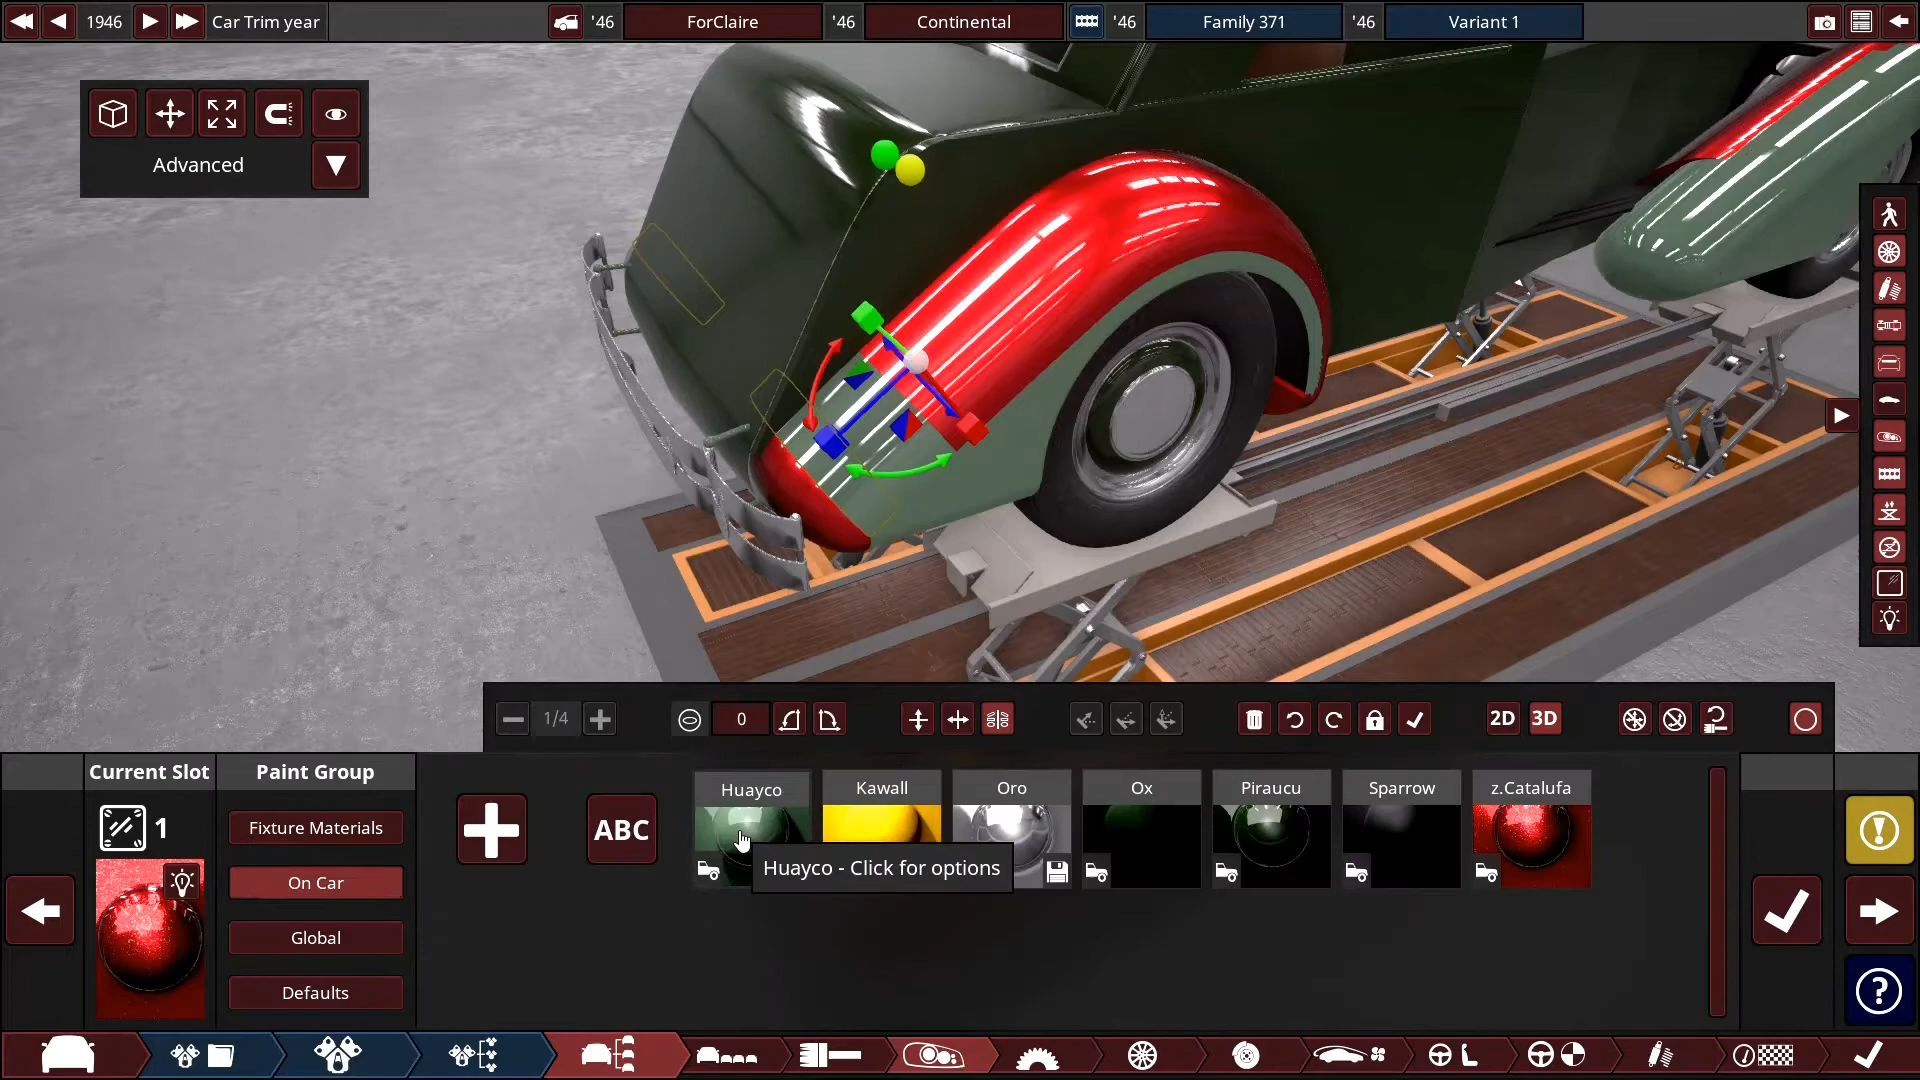 1946 Car Trim year '46 ForClaire '46 Continental '46 Family 371 '46 Variant 1
Advanced
1/4 0 2D 3D
Current Slot Paint Group
1
Fixture Materials
On Car
Global
Defaults
ABC
Huayco Kawall Oro Ox Piraucu Sparrow z.Catalufa
Huayco - Click for options